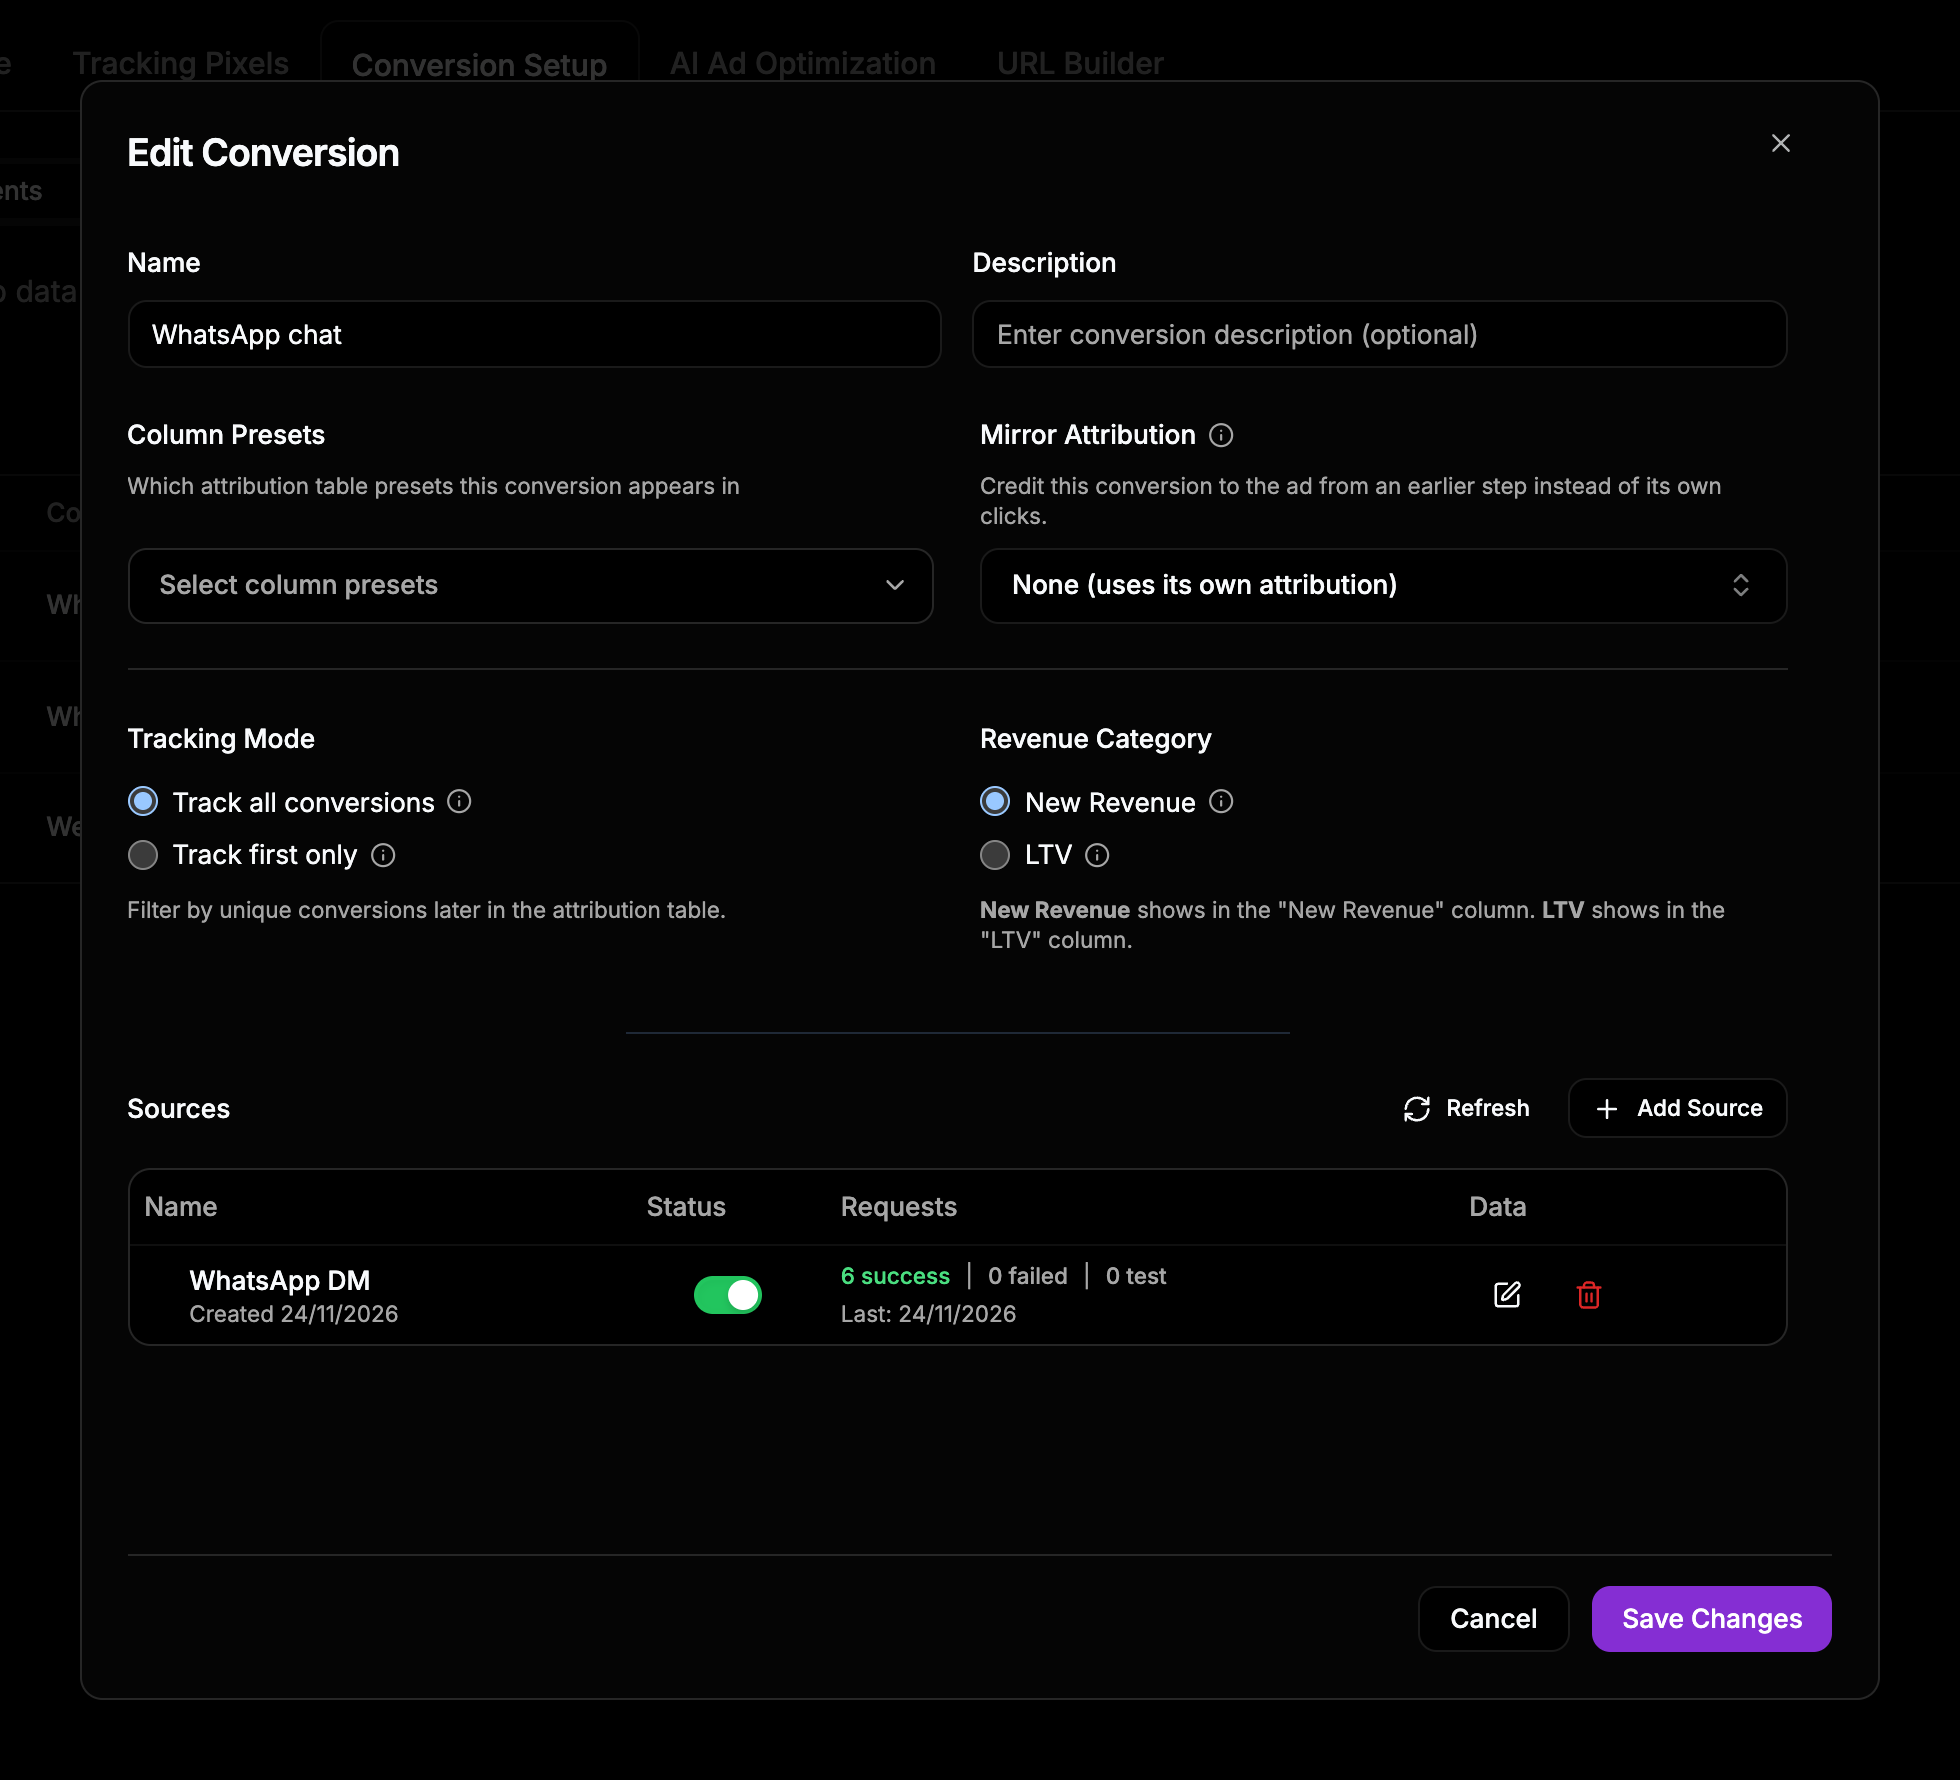 Tracking Pixels
Conversion Setup
AI Ad Optimization
URL Builder
Edit Conversion
Name
Description
WhatsApp chat
Enter conversion description (optional)
Column Presets
Mirror Attribution
Which attribution table presets this conversion appears in
Credit this conversion to the ad from an earlier step instead of its own
clicks.
Select column presets
None (uses its own attribution)
Tracking Mode
Revenue Category
Track all conversions
New Revenue
Track first only
LTV
Filter by unique conversions later in the attribution table.
New Revenue shows in the "New Revenue" column. LTV shows in the
"LTV" column.
Sources
Refresh
Add Source
Name
Status
Requests
Data
WhatsApp DM
6 success | 0 failed | 0 test
Created 24/11/2026
Last: 24/11/2026
Cancel
Save Changes
data